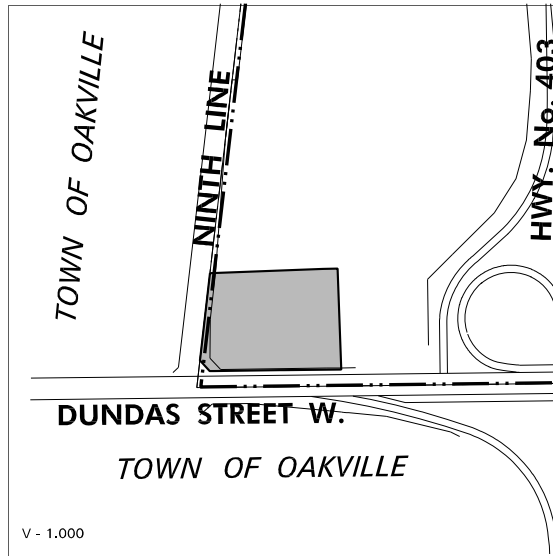 TOWN OF OAKVILLE
NINTH LINE
HWY. No. 403
DUNDAS STREET W.
TOWN OF OAKVILLE
V - 1.000